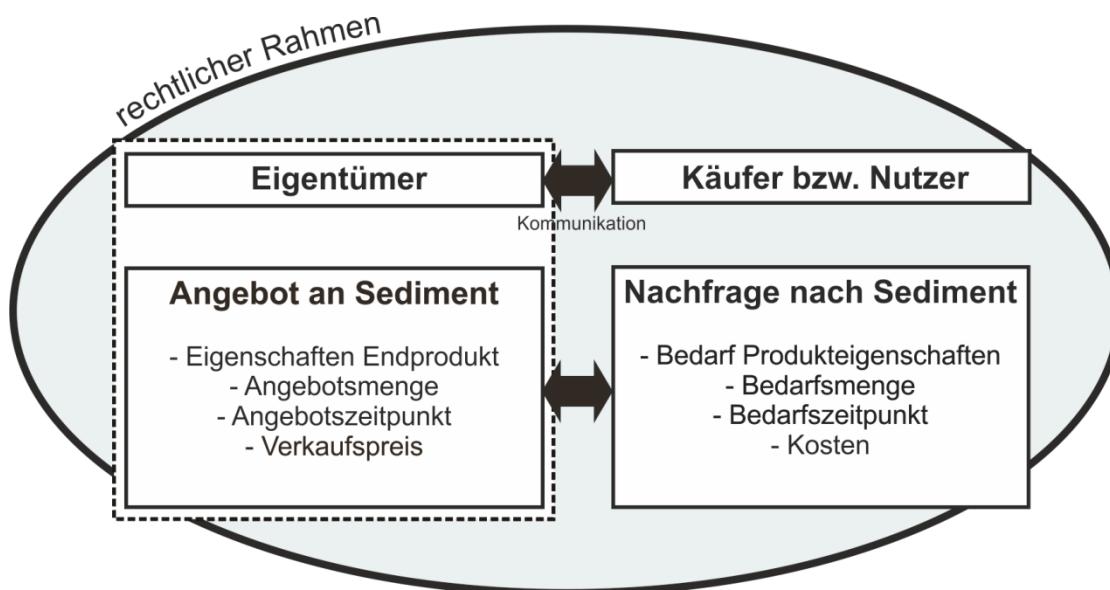 rechtlicher Rahmen
Eigentümer
Käufer bzw. Nutzer
Kommunikation
Angebot an Sediment
- Eigenschaften Endprodukt
- Angebotsmenge
- Angebotszeitpunkt
- Verkaufspreis
Nachfrage nach Sediment
- Bedarf Produkteigenschaften
- Bedarfsmenge
- Bedarfszeitpunkt
- Kosten